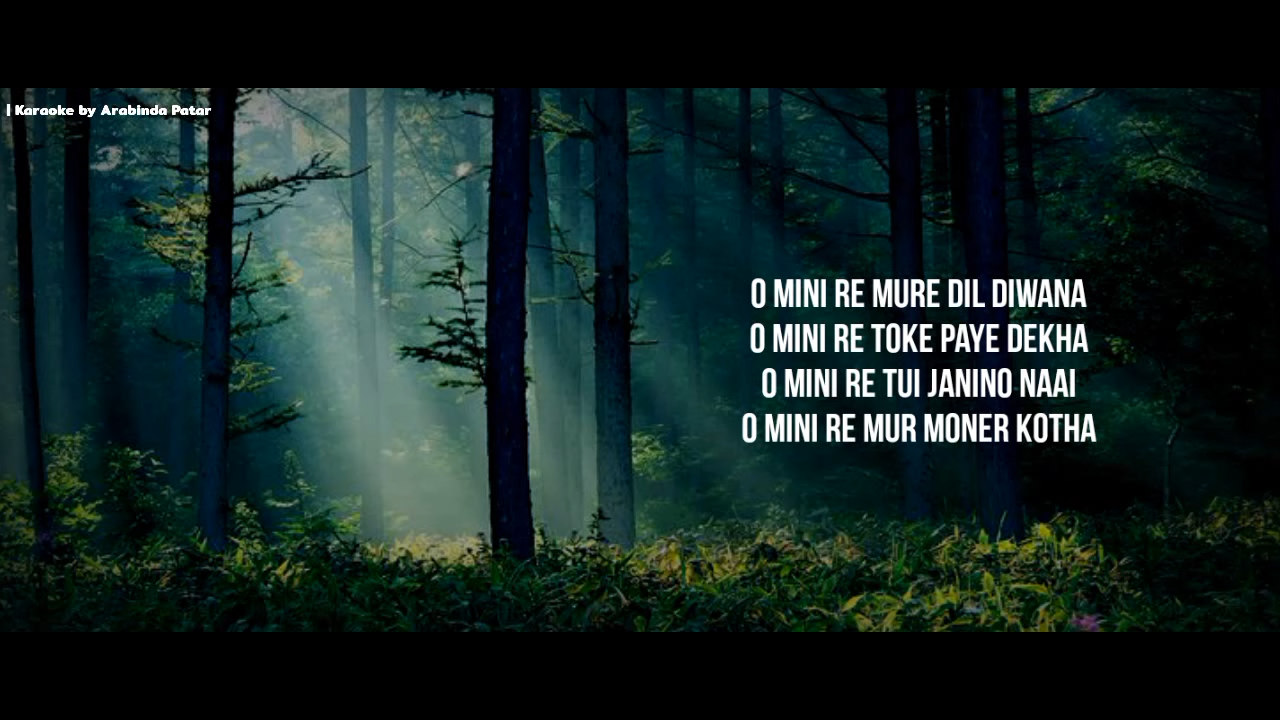 | Karaoke by Arabinda Patar
O MINI RE MURE DIL DIWANA
O MINI RE TOKE PAYE DEKHA
O MINI RE TUI JANINO NAAI
O MINI RE MUR MONER KOTHA